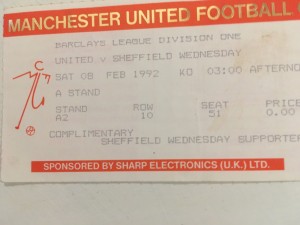 MANCHESTER UNITED FOOTBALL
BARCLAYS LEAGUE DIVISION ONE
UNITED v SHEFFIELD WEDNESDAY
SAT 08 FEB 1992 KO 03:00 AFTERNO
A STAND
STAND ROW SEAT PRICE
A2 10 51 0.00
COMPLIMENTARY
SHEFFIELD WEDNESDAY SUPPORTER
SPONSORED BY SHARP ELECTRONICS (U.K.) LTD.